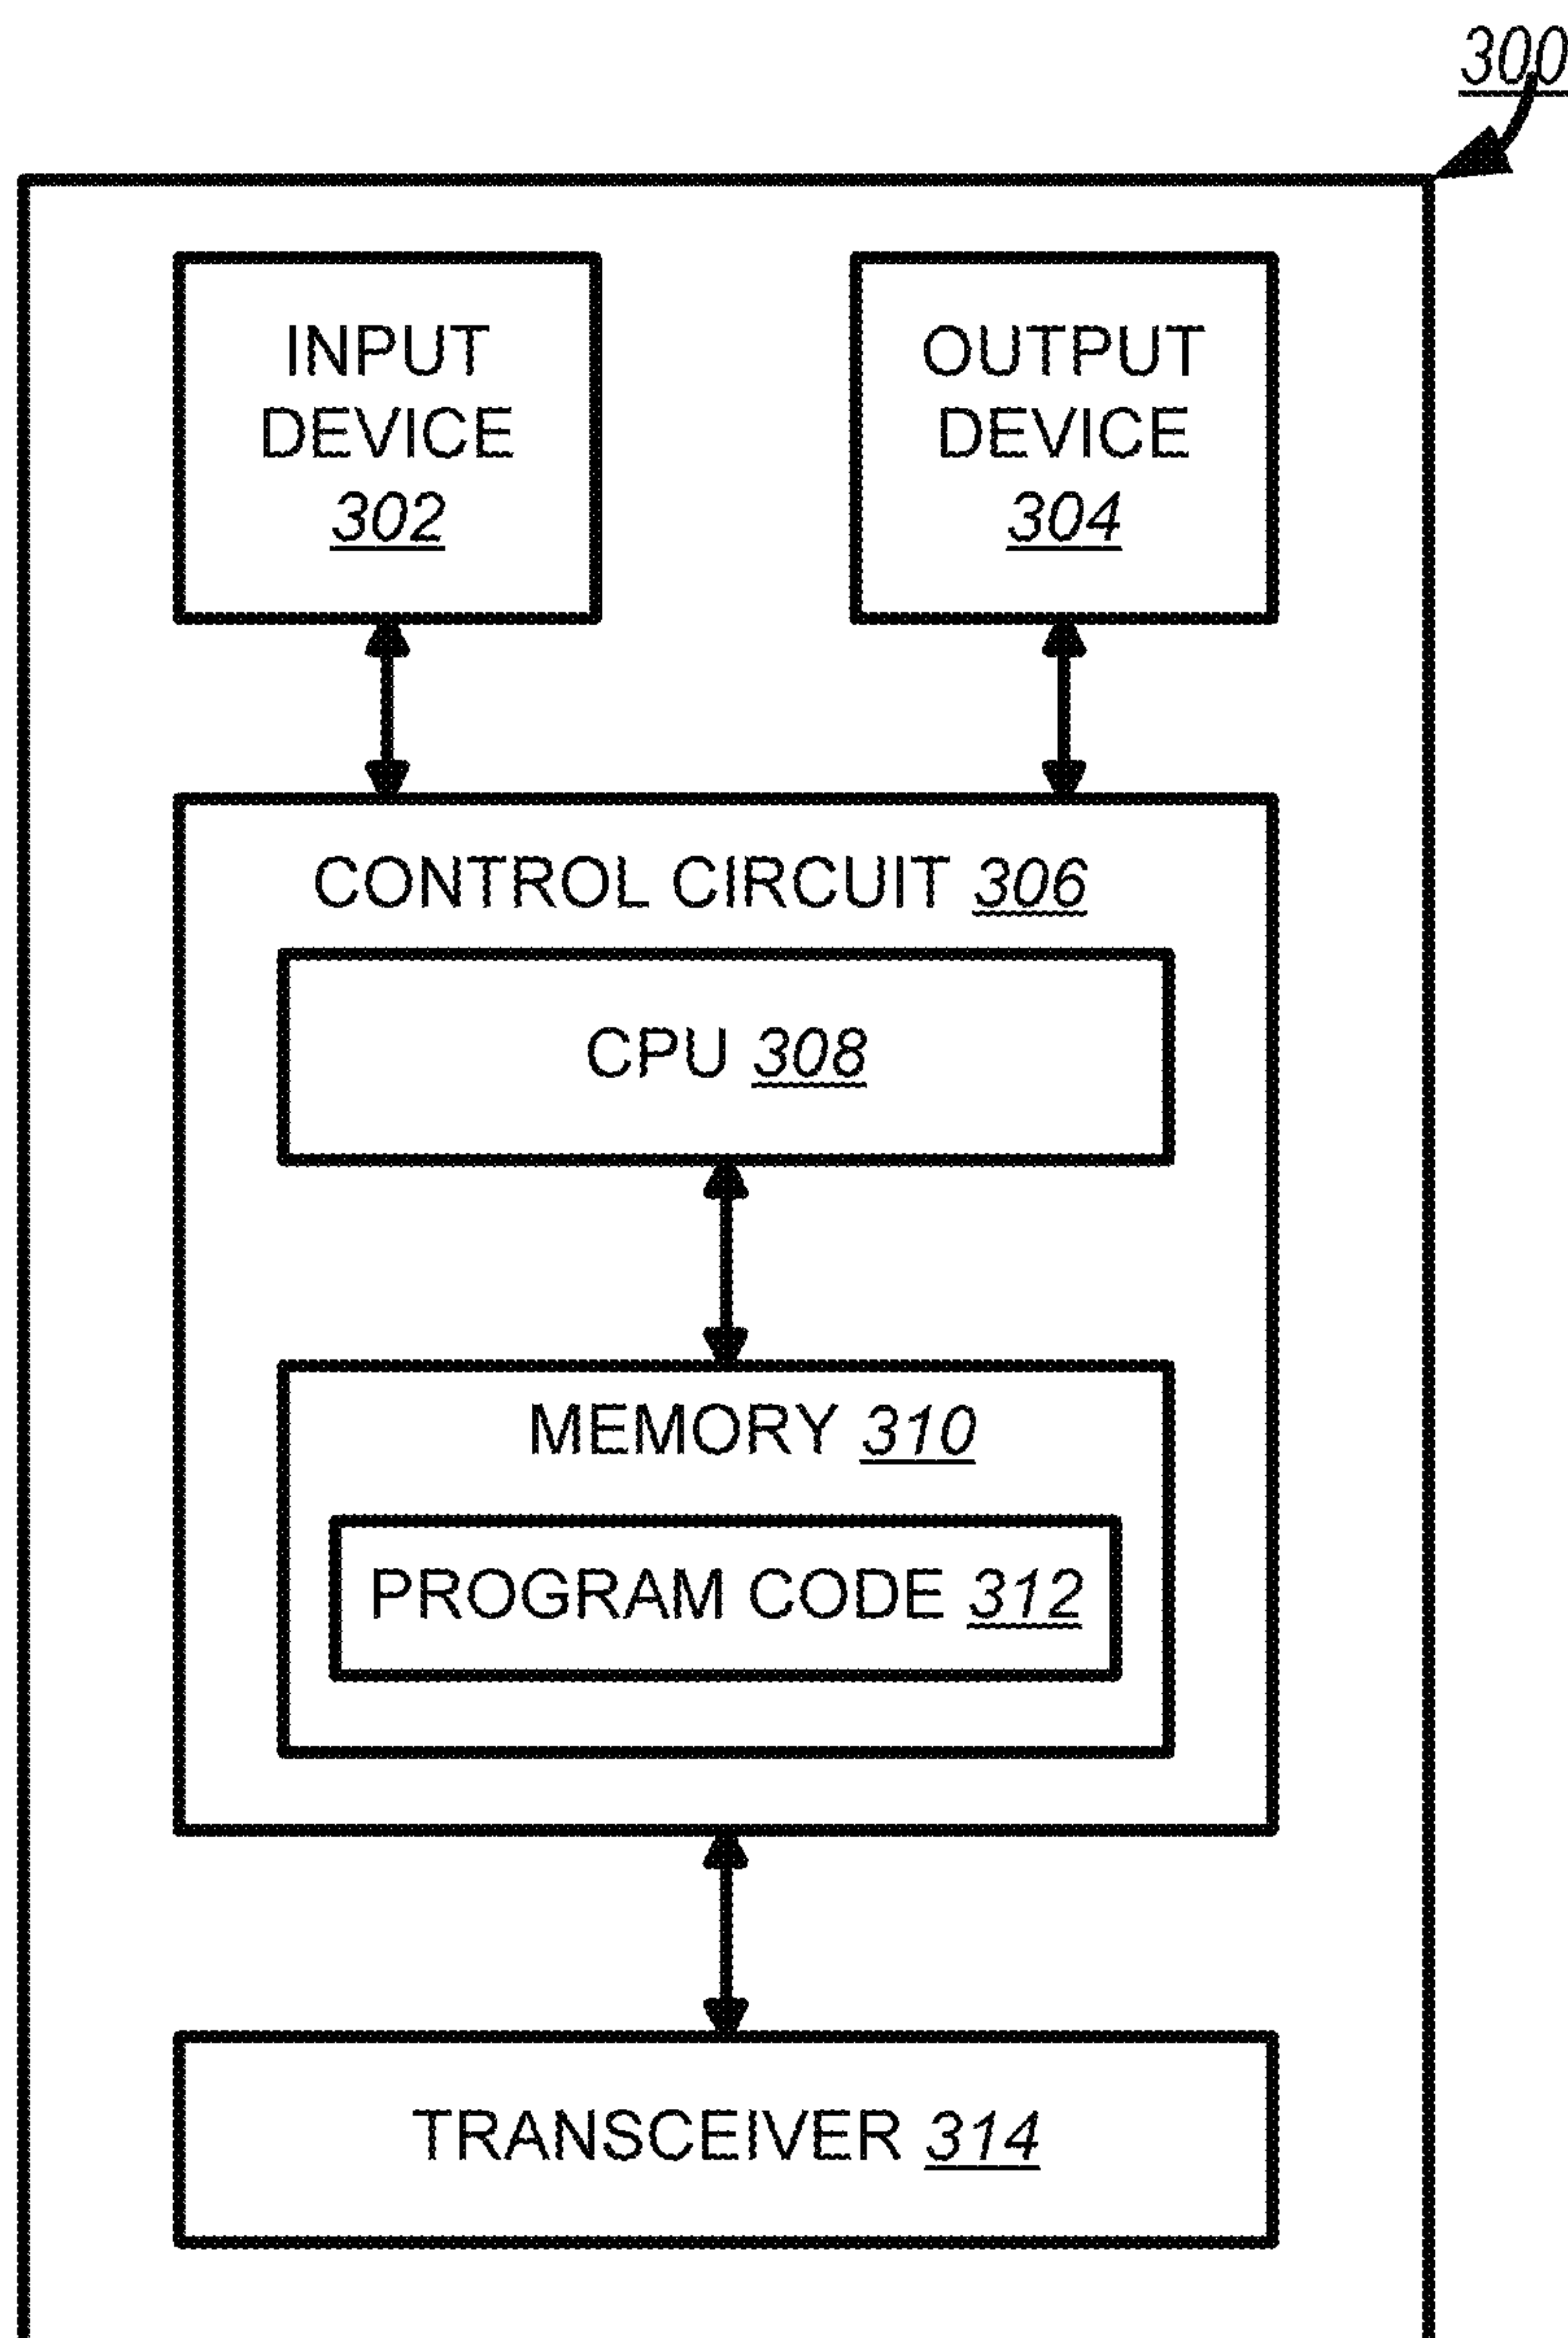 300
INPUT
DEVICE
302
OUTPUT
DEVICE
304
CONTROL CIRCUIT 306
CPU 308
MEMORY 310
PROGRAM CODE 312
TRANSCEIVER 314